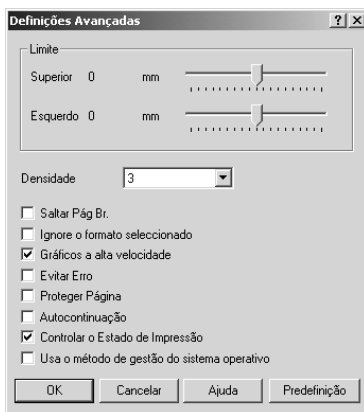 Definições Avançadas
Limite
Superior 0 mm
Esquerdo 0 mm
Densidade 3
Saltar Pág Br.
Ignore o formato seleccionado
Gráficos a alta velocidade
Evitar Erro
Proteger Página
Autocontinuação
Controlar o Estado de Impressão
Usa o método de gestão do sistema operativo
OK Cancelar Ajuda Predefinição